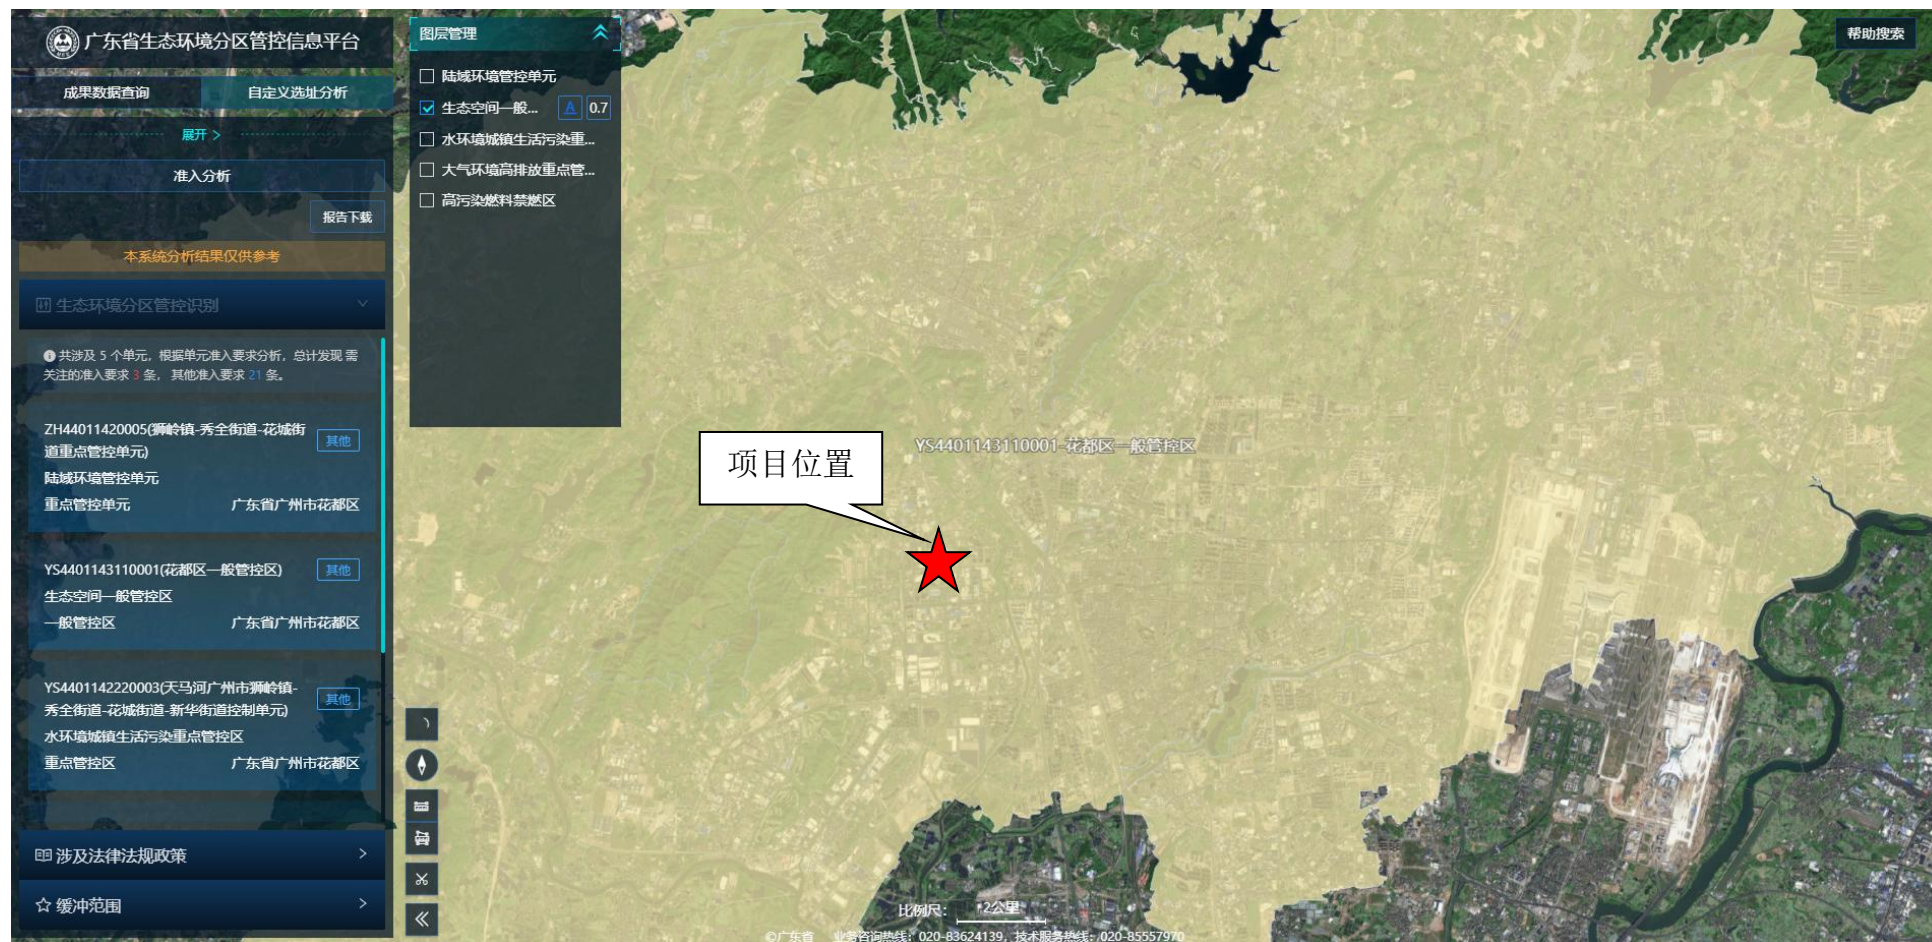 广东省生态环境分区管控信息平台
成果数据查询
自定义选址分析
展开 >
准入分析
报告下载
本系统分析结果仅供参考
生态环境分区管控识别
共涉及 5 个单元，根据单元准入要求分析，总计发现 需
关注的准入要求 3 条， 其他准入要求 21 条。
ZH44011420005(狮岭镇-秀全街道-花城街
道重点管控单元)
其他
陆域环境管控单元
重点管控单元
广东省广州市花都区
YS4401143110001(花都区一般管控区)
其他
生态空间一般管控区
一般管控区
广东省广州市花都区
YS4401142220003(天马河广州市狮岭镇-
秀全街道-花城街道-新华街道控制单元)
其他
水环境城镇生活污染重点管控区
重点管控区
广东省广州市花都区
涉及法律法规政策
缓冲范围
图层管理
陆域环境管控单元
生态空间一般...
A
0.7
水环境城镇生活污染重...
大气环境高排放重点管...
高污染燃料禁燃区
帮助搜索
YS4401143110001-花都区一般管控区
项目位置
比例尺：
2公里
©广东省
业务咨询热线：020-83624139，技术服务热线：020-85557970